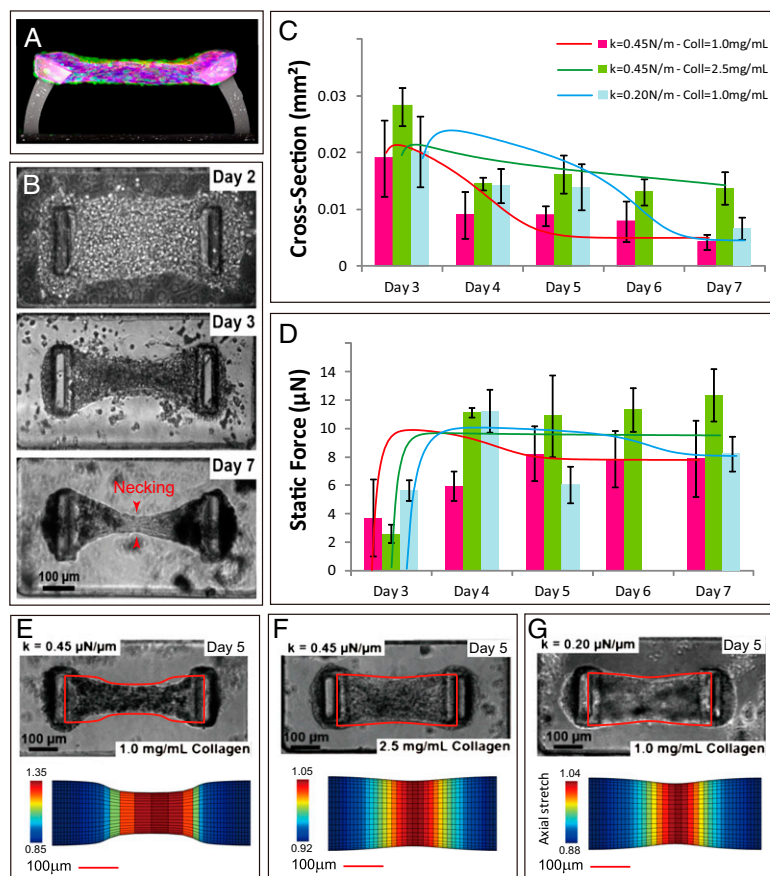 A
B
Day 2
Day 3
Day 7
Necking
100 µm
C
k=0.45N/m - Coll=1.0mg/mL
k=0.45N/m - Coll=2.5mg/mL
k=0.20N/m - Coll=1.0mg/mL
Cross-Section (mm²)
0.03
0.02
0.01
0
Day 3 Day 4 Day 5 Day 6 Day 7
D
Static Force (µN)
14
12
10
8
6
4
2
0
Day 3 Day 4 Day 5 Day 6 Day 7
E
k = 0.45 µN/µm
Day 5
100 µm
1.0 mg/mL Collagen
1.35
0.85
100µm
F
k = 0.45 µN/µm
Day 5
100 µm
2.5 mg/mL Collagen
1.05
0.92
100µm
G
k = 0.20 µN/µm
Day 5
100 µm
1.0 mg/mL Collagen
Axial stretch
1.04
0.88
100µm